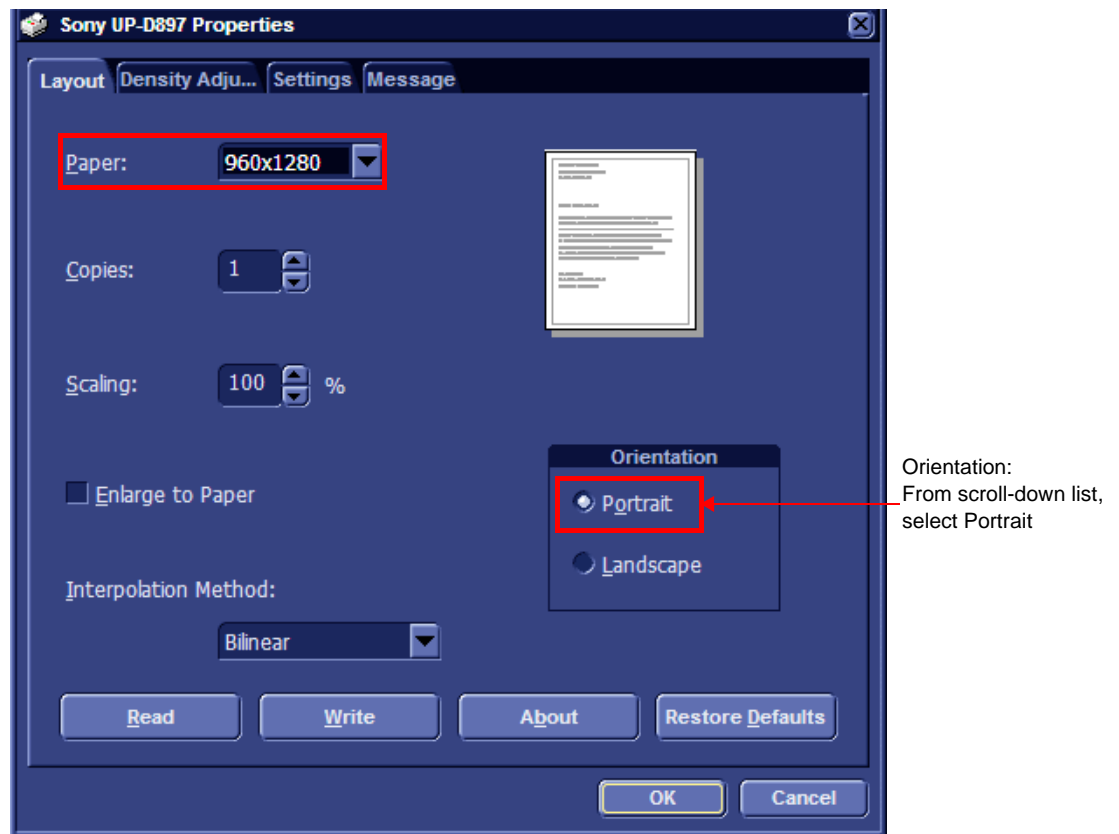 Sony UP-D897 Properties
Layout Density Adju... Settings Message
Paper: 960x1280
Copies: 1
Scaling: 100 %
Orientation
Enlarge to Paper
Portrait
Landscape
Orientation:
From scroll-down list,
select Portrait
Interpolation Method:
Bilinear
Read Write About Restore Defaults
OK Cancel